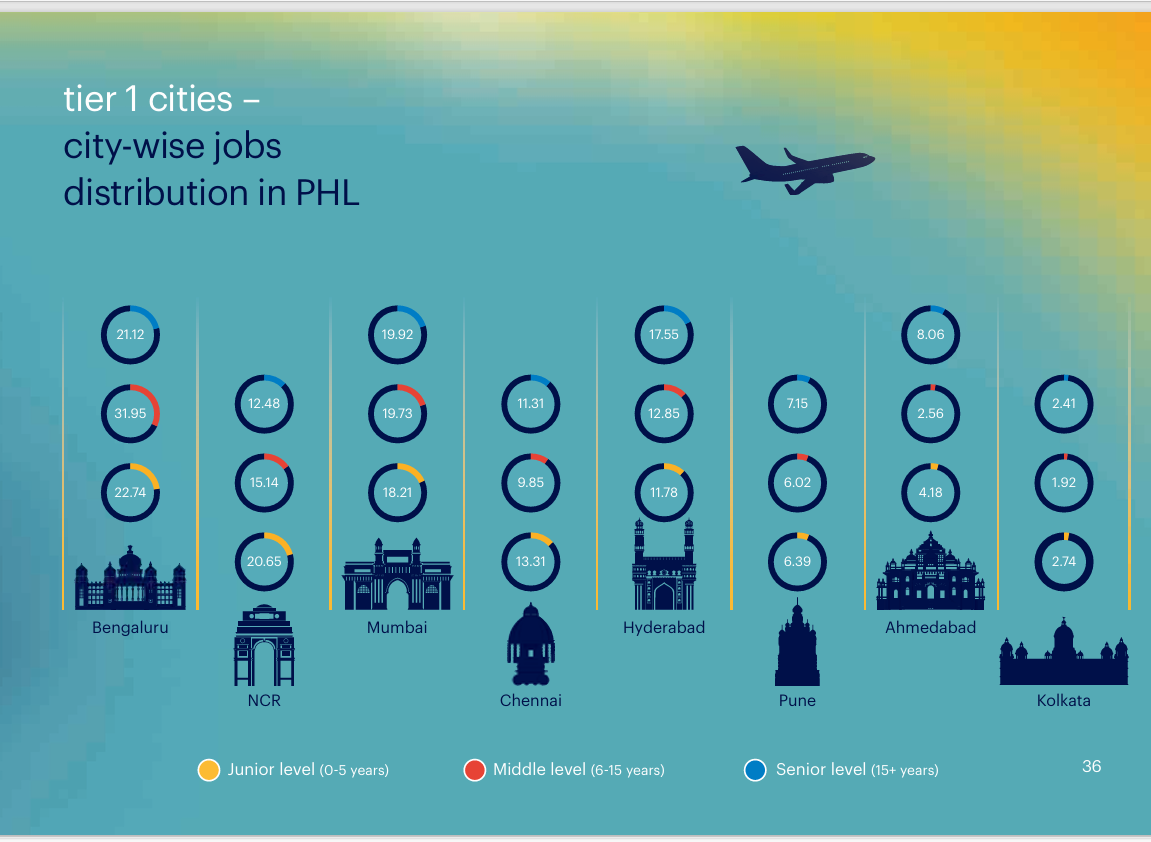 tier 1 cities –
city-wise jobs
distribution in PHL
21.12
31.95
22.74
Bengaluru
12.48
15.14
20.65
NCR
19.92
19.73
18.21
Mumbai
11.31
9.85
13.31
Chennai
17.55
12.85
11.78
Hyderabad
7.15
6.02
6.39
Pune
8.06
2.56
4.18
Ahmedabad
2.41
1.92
2.74
Kolkata
Junior level (0-5 years)
Middle level (6-15 years)
Senior level (15+ years)
36